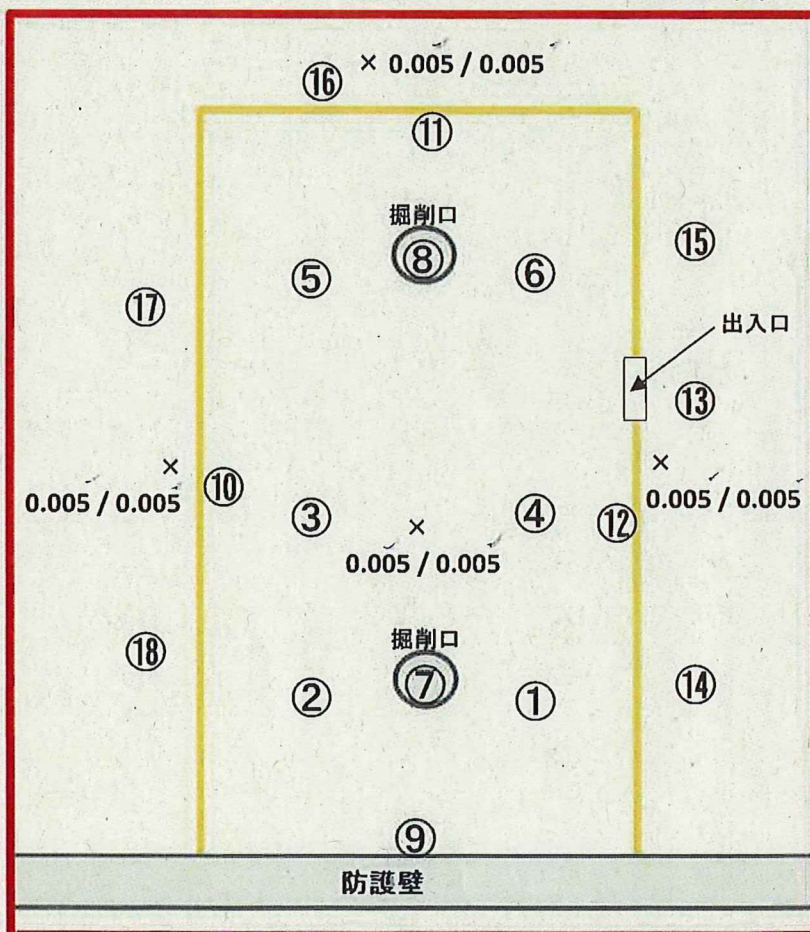 ⑯ × 0.005 / 0.005
⑪
掘削口
⑧
⑤ ⑥ ⑮
⑰
出入口
⑬
×
0.005 / 0.005
⑩
×
0.005 / 0.005
③ ④ ⑫
×
0.005 / 0.005
掘削口
⑦
⑱
② ① ⑭
⑨
防護壁